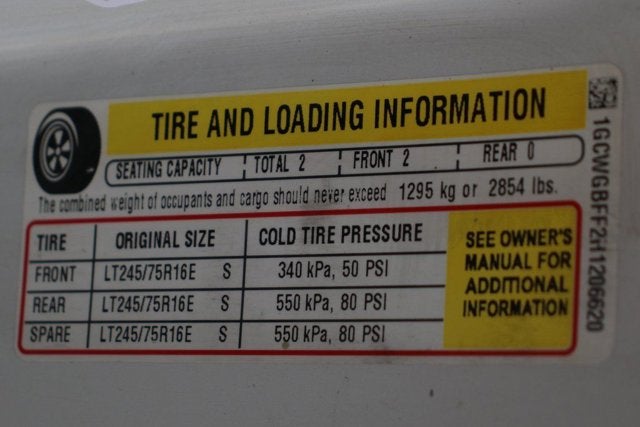 TIRE AND LOADING INFORMATION
SEATING CAPACITY TOTAL 2 FRONT 2 REAR 0
The combined weight of occupants and cargo should never exceed 1295 kg or 2854 lbs.
TIRE ORIGINAL SIZE COLD TIRE PRESSURE
FRONT LT245/75R16E S 340 kPa, 50 PSI
REAR LT245/75R16E S 550 kPa, 80 PSI
SPARE LT245/75R16E S 550 kPa, 80 PSI
SEE OWNER'S
MANUAL FOR
ADDITIONAL
INFORMATION